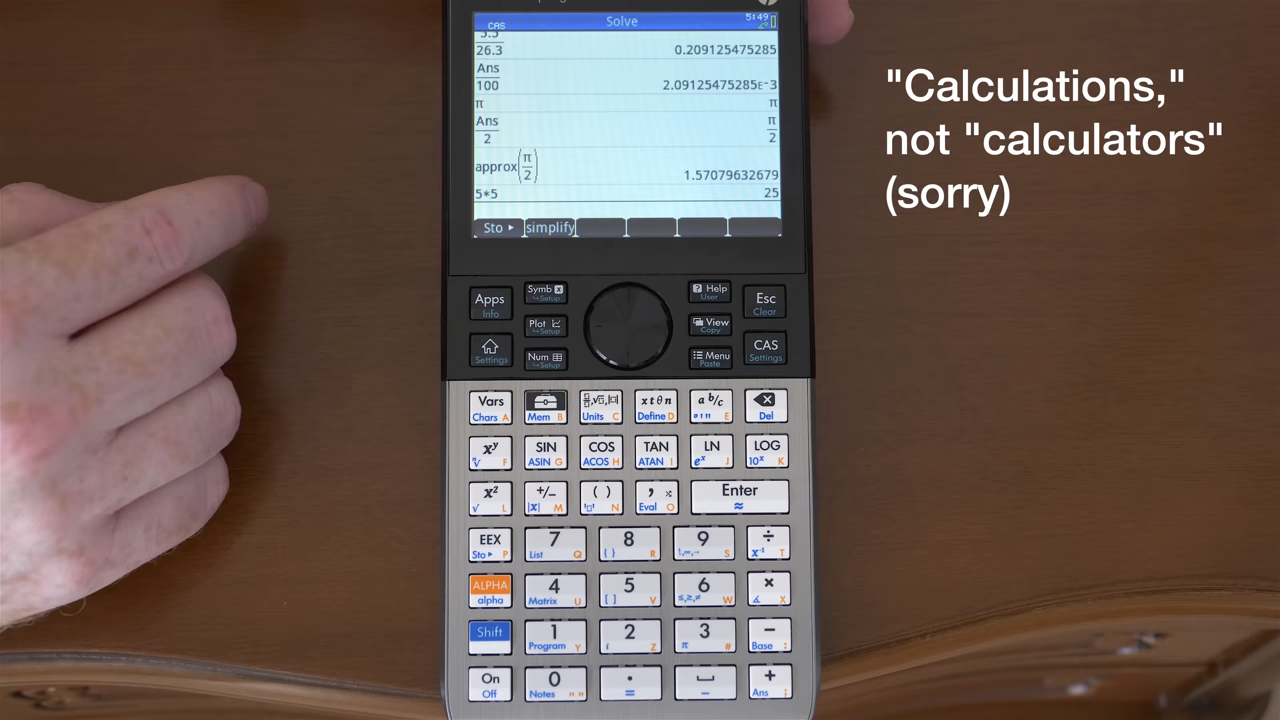 CAS
Solve
5:49
26.3
0.209125475285
Ans
100
2.09125475285E-3
π
π
Ans
2
π
2
approx(π
2)
1.57079632679
5*5
25
Sto ▸ simplify
"Calculations,"
not "calculators"
(sorry)
Apps
Info
Symb
↪Setup
Help
User
Esc
Clear
Plot
↪Setup
View
Copy
Settings
Num
↪Setup
Menu
Paste
CAS
Settings
Vars
Chars A
Mem B
Units C
x t θ n
Define D
a b/c
E
Del
xʸ
F
SIN
ASIN G
COS
ACOS H
TAN
ATAN I
LN
eˣ J
LOG
10ˣ K
x²
√ L
+/−
|x| M
( )
N
,
Eval O
Enter
≈
EEX
Sto ▸ P
7
List Q
8
{ } R
9
!,∞,→ S
÷
x⁻¹ T
ALPHA
alpha
4
Matrix U
5
[ ] V
6
≤,≥,≠ W
×
∡ X
Shift
1
Program Y
2
i Z
3
π #
−
Base :
On
Off
0
Notes " "
.
=
_
+
Ans ;